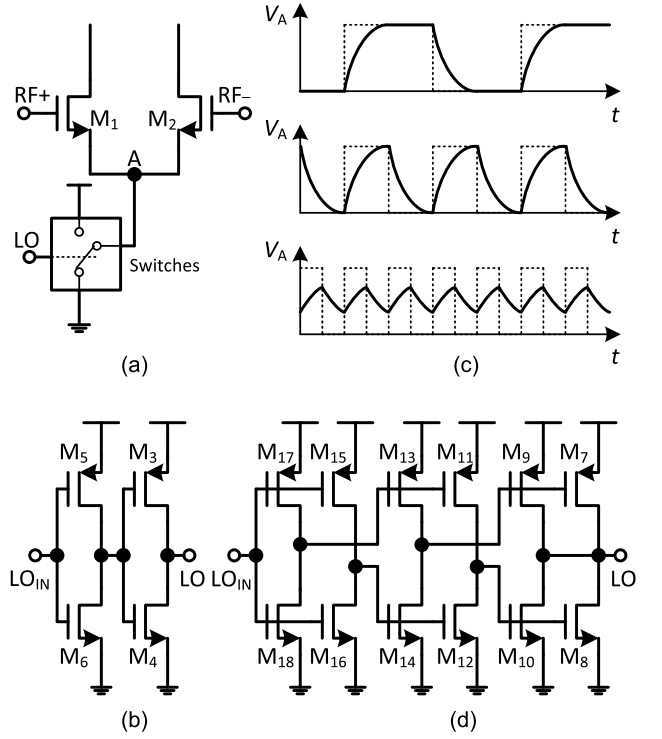 RF+
M1
M2
RF−
A
LO
Switches
(a)
VA
t
VA
t
VA
t
(c)
M5
M3
LOIN
LO
M6
M4
(b)
M17
M15
M13
M11
M9
M7
LOIN
LO
M18
M16
M14
M12
M10
M8
(d)